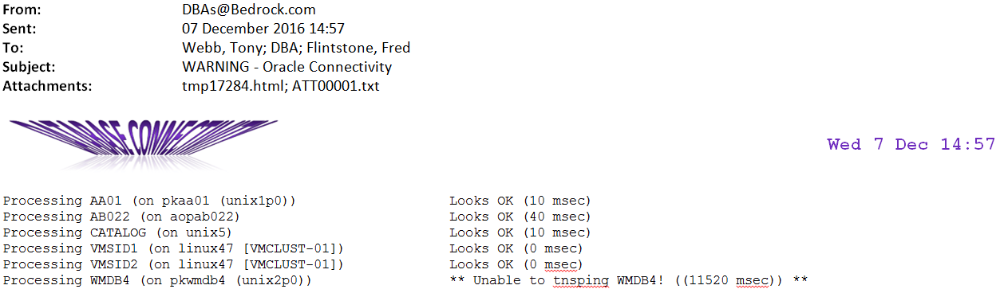 From: DBAs@Bedrock.com
Sent: 07 December 2016 14:57
To: Webb, Tony; DBA; Flintstone, Fred
Subject: WARNING - Oracle Connectivity
Attachments: tmp17284.html; ATT00001.txt
Wed 7 Dec 14:57
Processing AA01 (on pkaa01 (unix1p0)) Looks OK (10 msec)
Processing AB022 (on aopab022) Looks OK (40 msec)
Processing CATALOG (on unix5) Looks OK (10 msec)
Processing VMSID1 (on linux47 [VMCLUST-01]) Looks OK (0 msec)
Processing VMSID2 (on linux47 [VMCLUST-01]) Looks OK (0 msec)
Processing WMDB4 (on pkwmdb4 (unix2p0)) ** Unable to tnsping WMDB4! ((11520 msec)) **